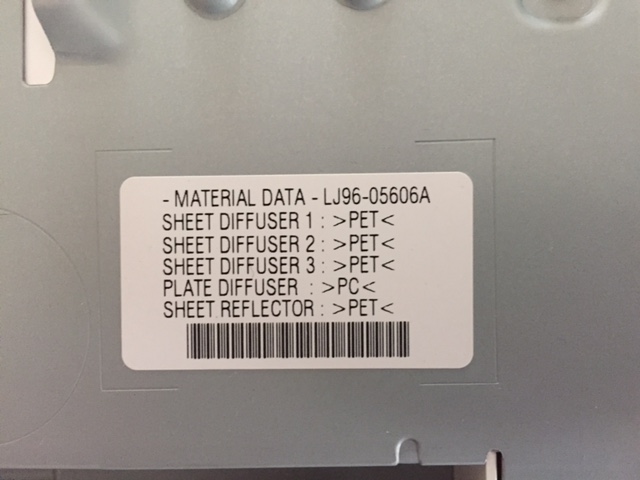 - MATERIAL DATA - LJ96-05606A
SHEET DIFFUSER 1 : >PET<
SHEET DIFFUSER 2 : >PET<
SHEET DIFFUSER 3 : >PET<
PLATE DIFFUSER : >PC<
SHEET REFLECTOR : >PET<